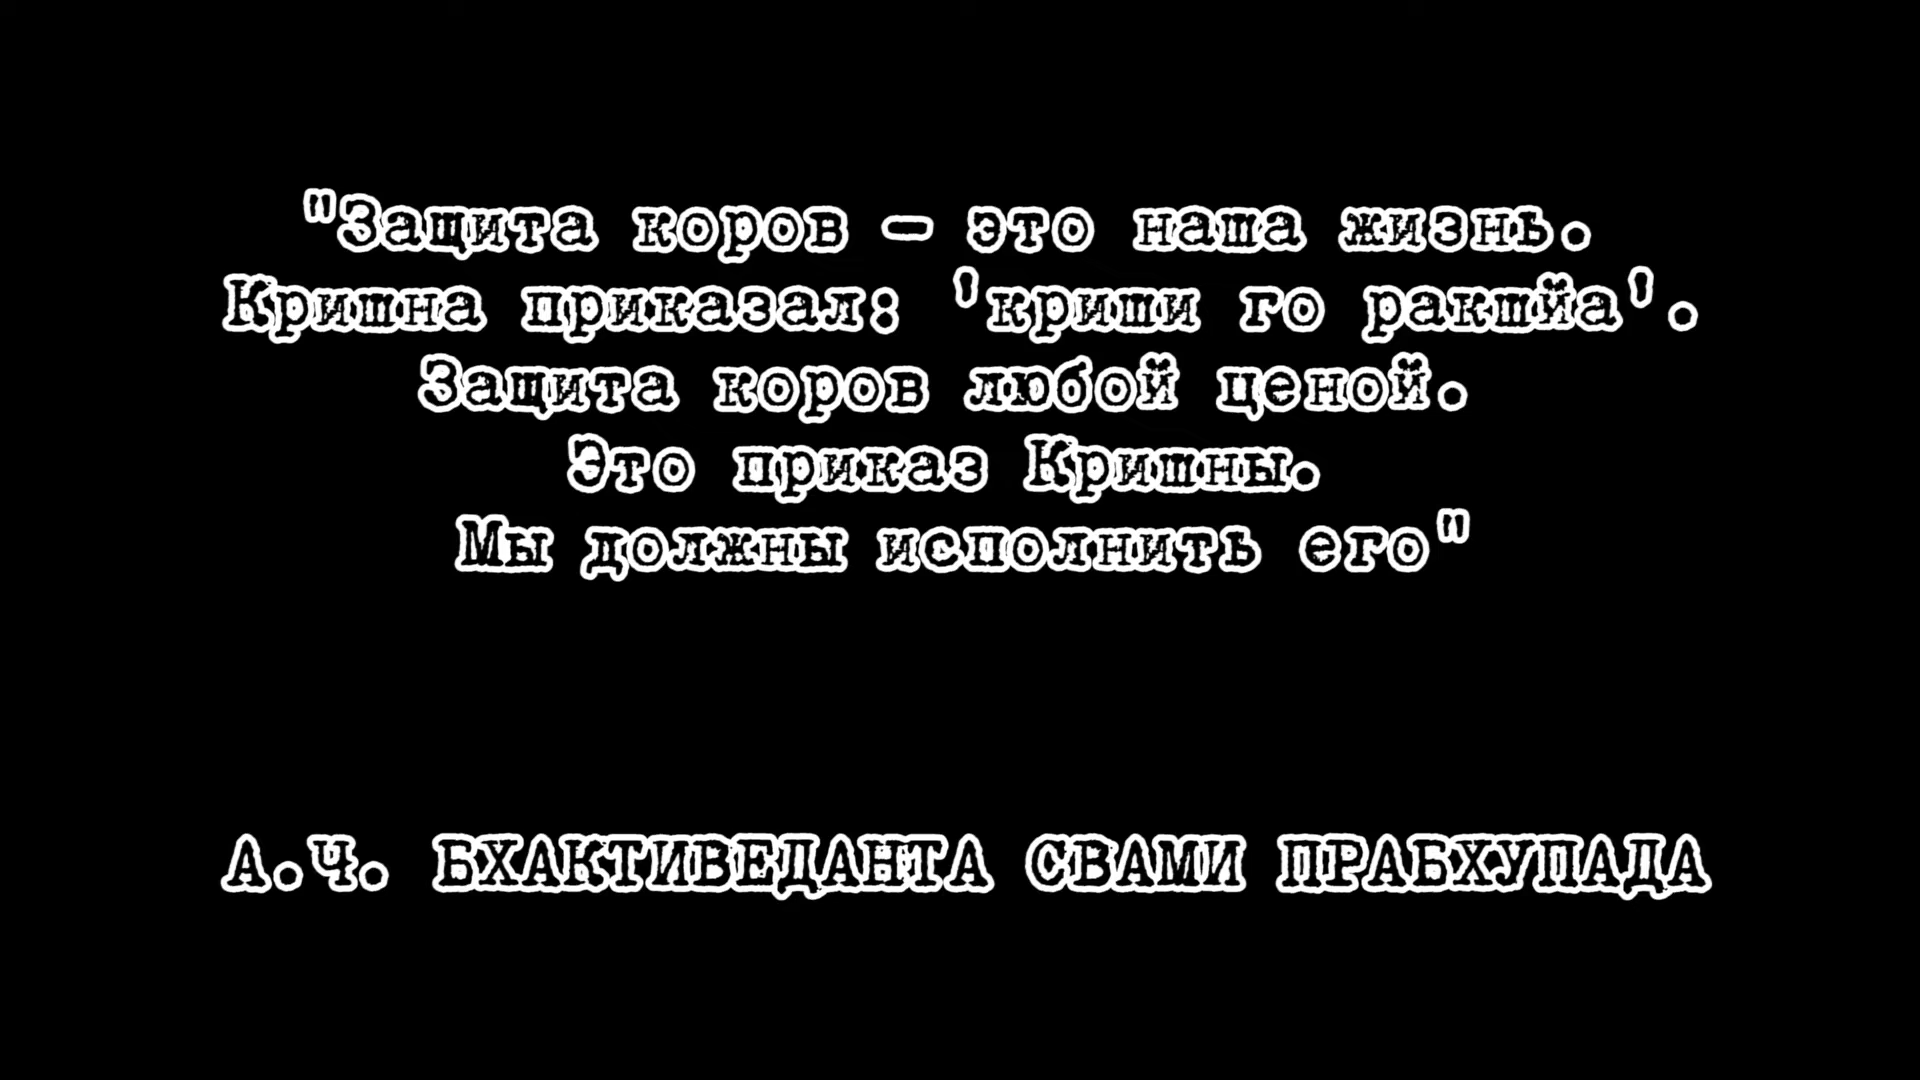 "Защита коров - это наша жизнь.
Кришна приказал: 'криши го ракшйа'.
Защита коров любой ценой.
Это приказ Кришны.
Мы должны исполнить его"
А.Ч. БХАКТИВЕДАНТА СВАМИ ПРАБХУПАДА